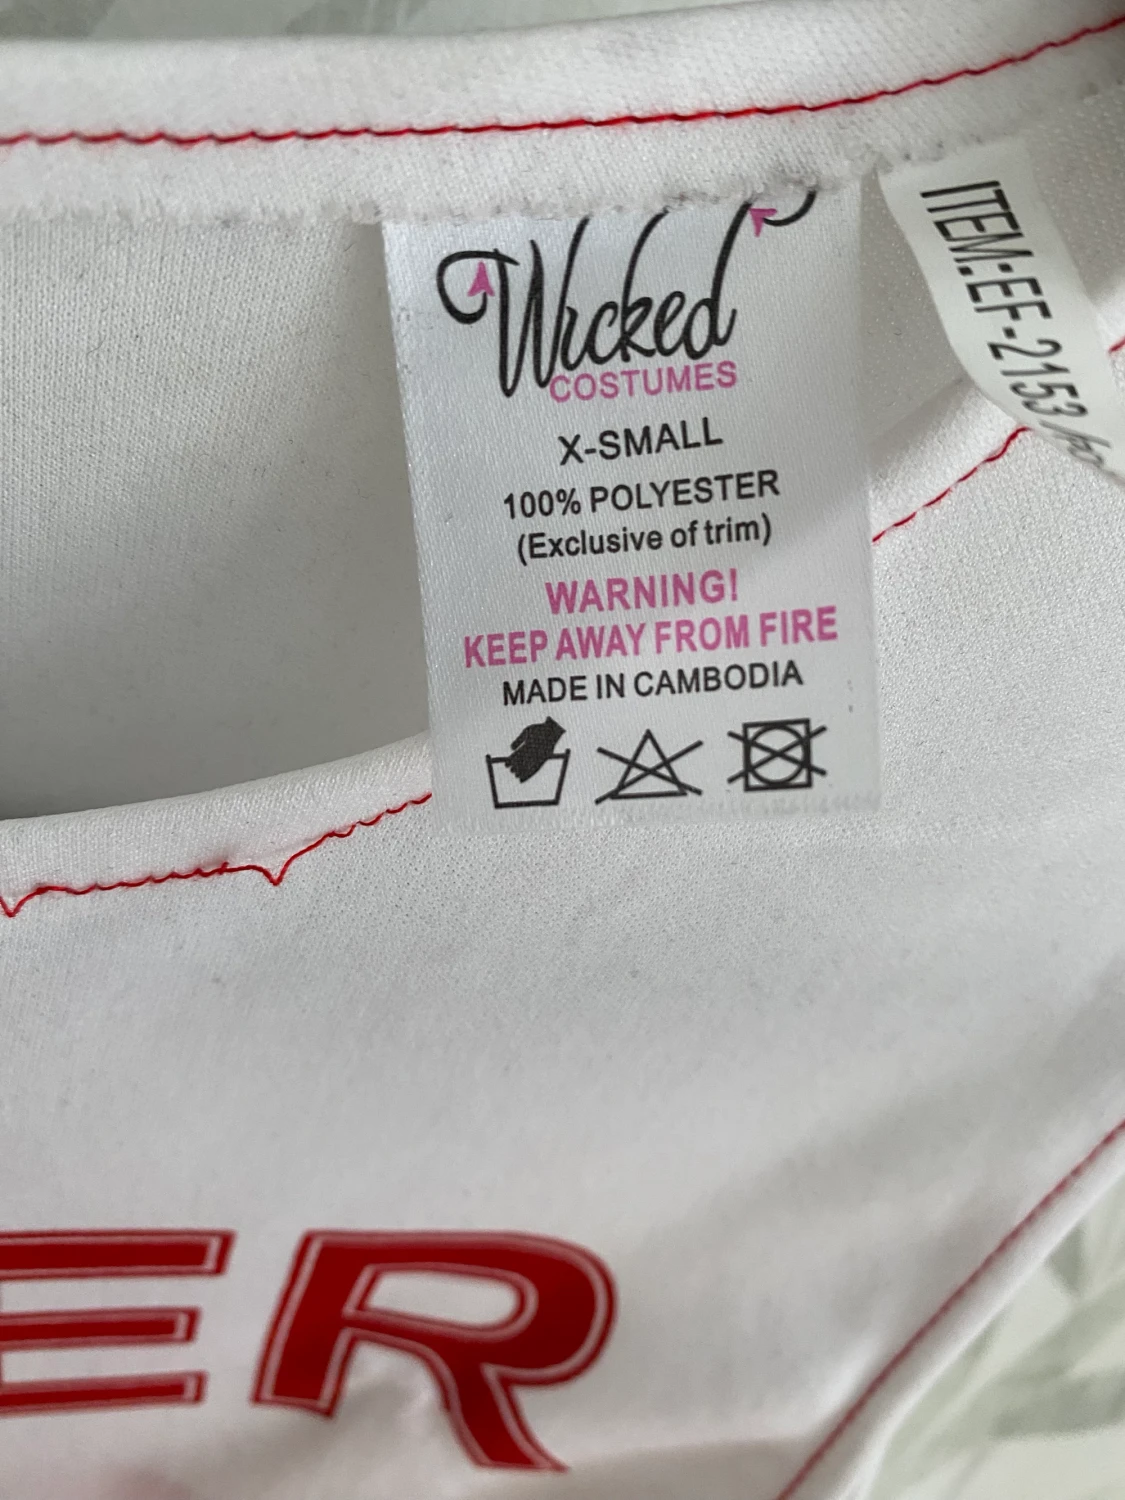 Wicked
COSTUMES
X-SMALL
100% POLYESTER
(Exclusive of trim)
WARNING!
KEEP AWAY FROM FIRE
MADE IN CAMBODIA
ITEM:EF-2153
ER